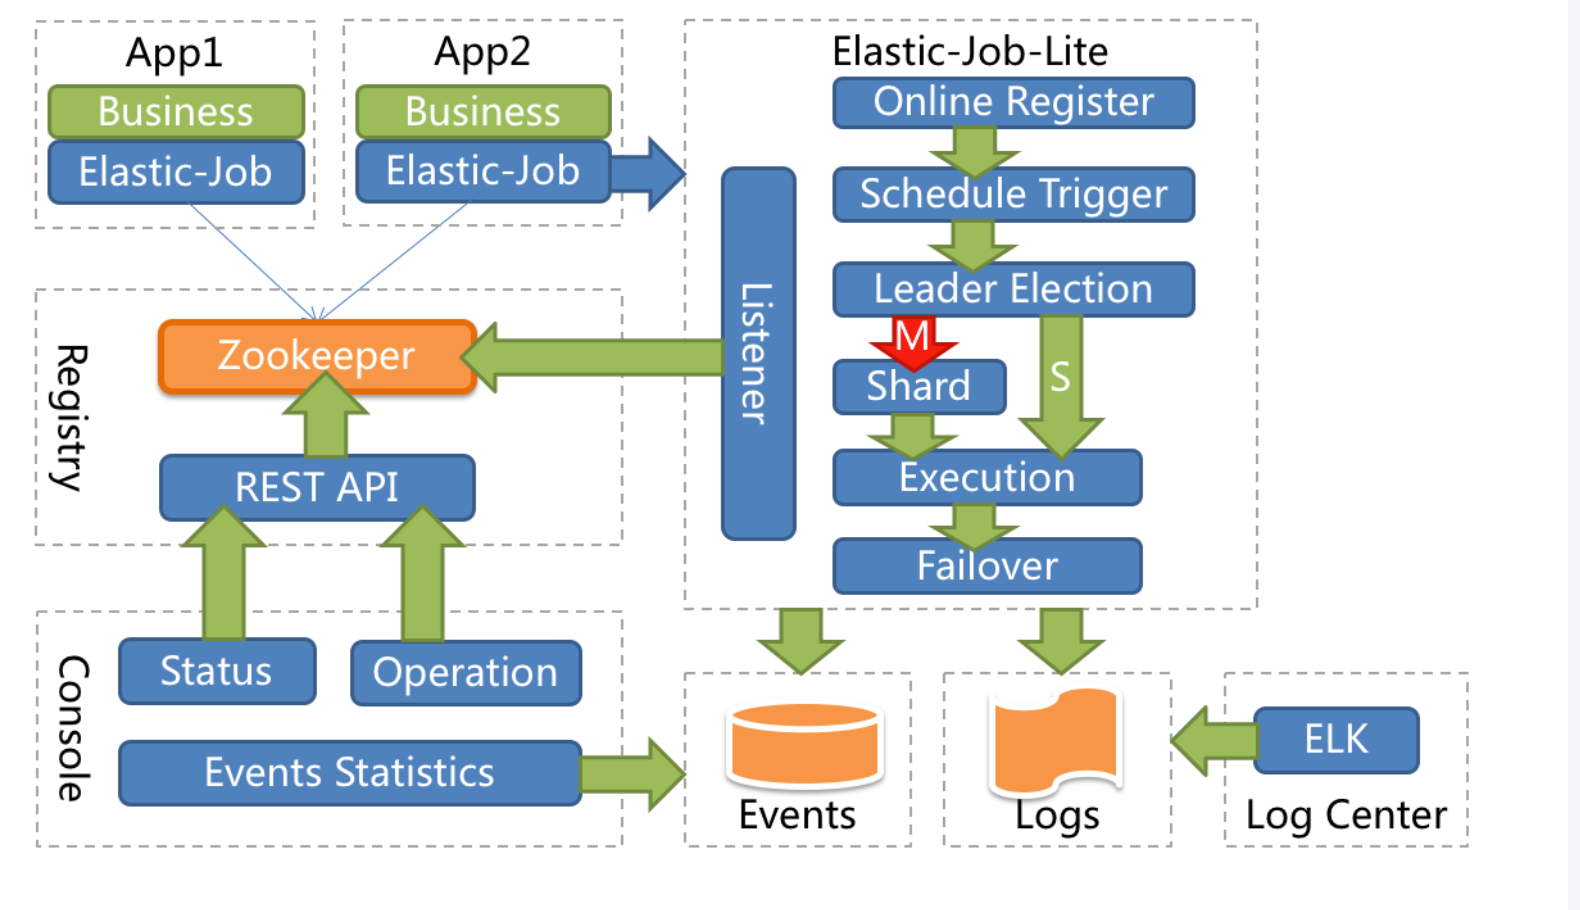 App1
Business
Elastic-Job
App2
Business
Elastic-Job
Elastic-Job-Lite
Online Register
Schedule Trigger
Leader Election
M
S
Shard
Execution
Failover
Listener
Registry
Zookeeper
REST API
Console
Status
Operation
Events Statistics
Events
Logs
ELK
Log Center